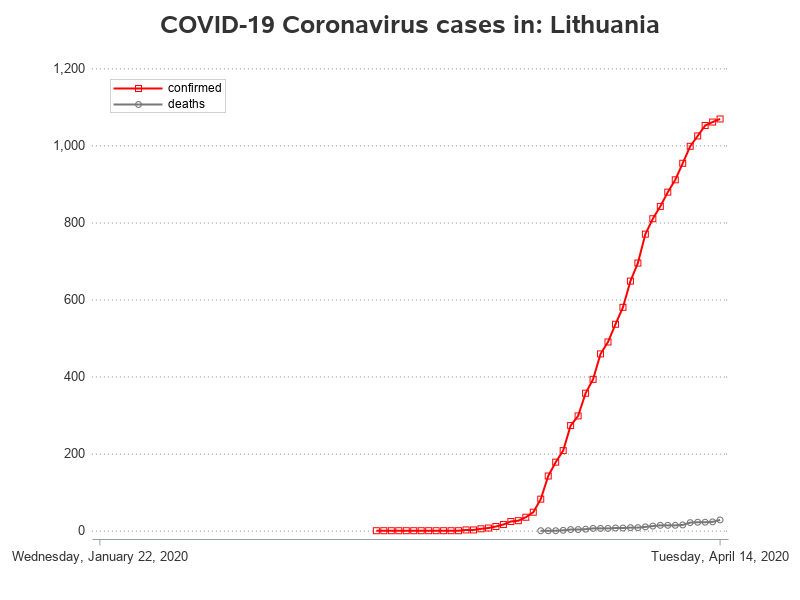 COVID-19 Coronavirus cases in: Lithuania
1,200
confirmed
deaths
1,000
800
600
400
200
0
Wednesday, January 22, 2020
Tuesday, April 14, 2020